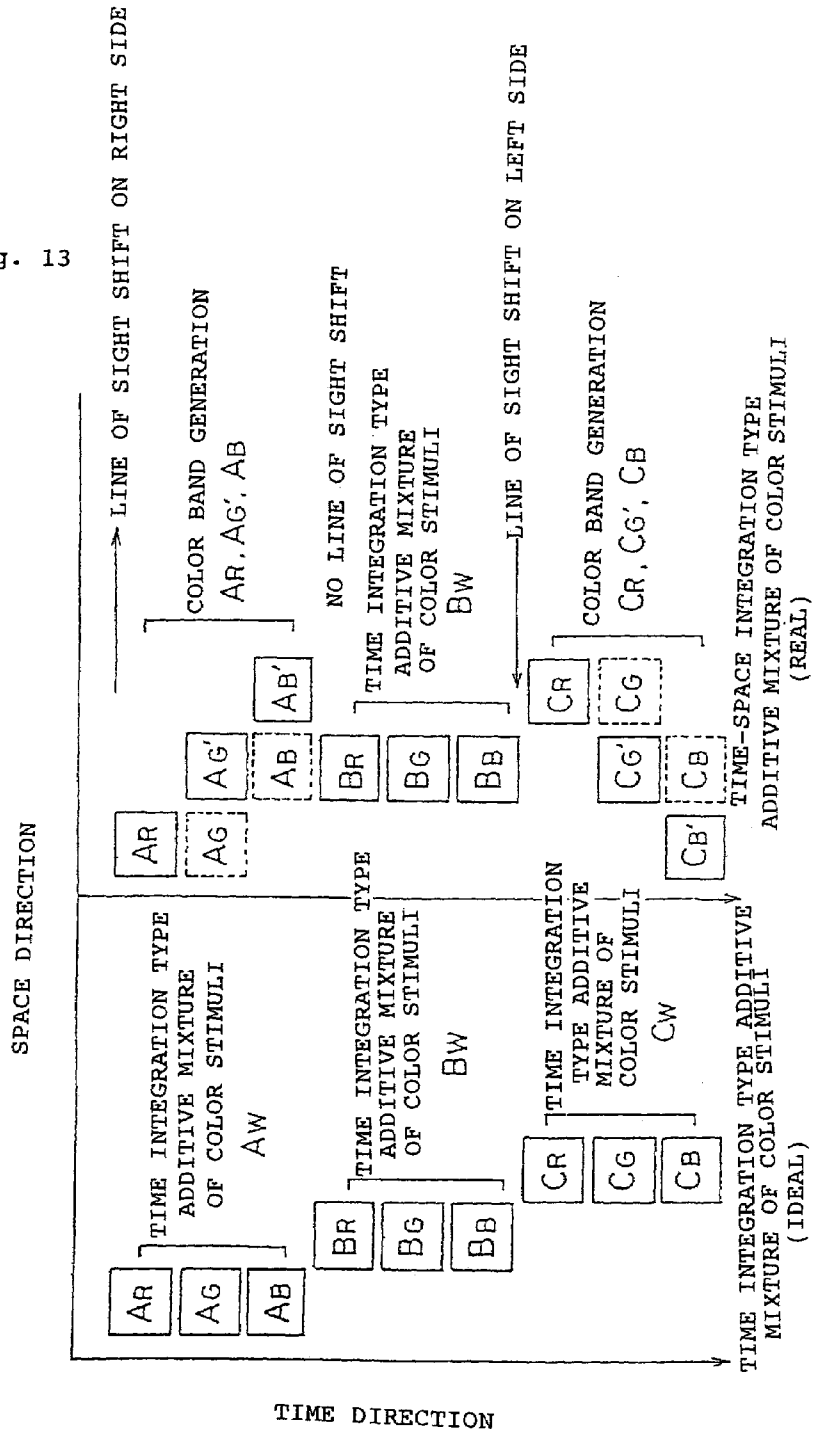 g. 13
SPACE DIRECTION
TIME DIRECTION
AR
AG
AB
TIME INTEGRATION TYPE
ADDITIVE MIXTURE
OF COLOR STIMULI
AW
BR
BG
BB
TIME INTEGRATION TYPE
ADDITIVE MIXTURE
OF COLOR STIMULI
BW
CR
CG
CB
TIME INTEGRATION
TYPE ADDITIVE
MIXTURE OF
COLOR STIMULI
CW
TIME INTEGRATION TYPE ADDITIVE
MIXTURE OF COLOR STIMULI
(IDEAL)
LINE OF SIGHT SHIFT ON RIGHT SIDE
AR
AG
AG'
AB
AB'
COLOR BAND GENERATION
AR, AG', AB
NO LINE OF SIGHT SHIFT
BR
BG
BB
TIME INTEGRATION TYPE
ADDITIVE MIXTURE
OF COLOR STIMULI
BW
LINE OF SIGHT SHIFT ON LEFT SIDE
CR
CG'
CG
CB'
CB
COLOR BAND GENERATION
CR, CG', CB
TIME-SPACE INTEGRATION TYPE
ADDITIVE MIXTURE OF COLOR STIMULI
(REAL)